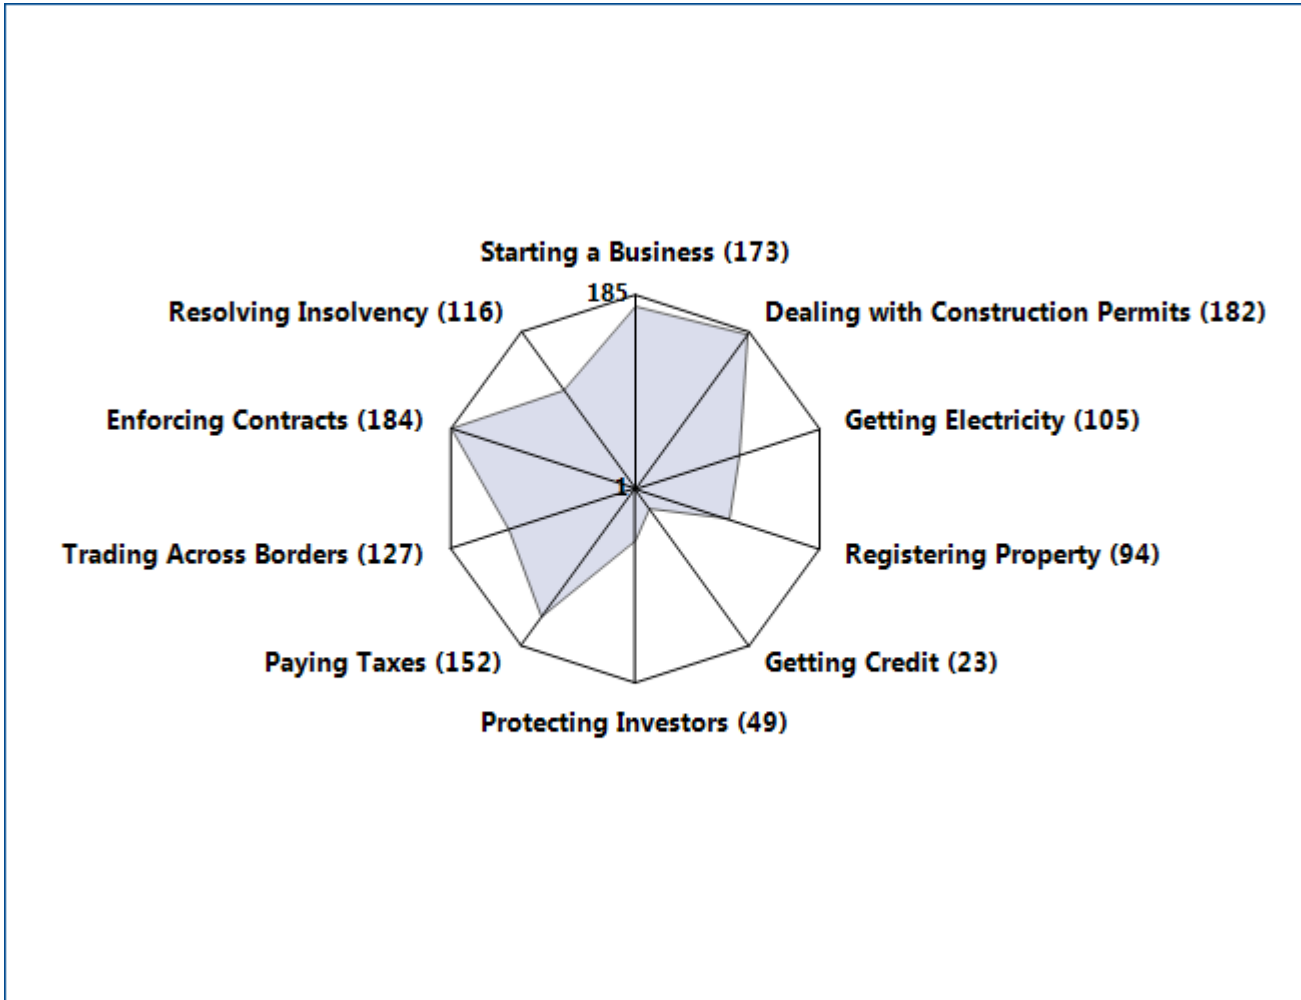 Starting a Business (173)
185
Resolving Insolvency (116)
Dealing with Construction Permits (182)
Enforcing Contracts (184)
Getting Electricity (105)
1
Trading Across Borders (127)
Registering Property (94)
Paying Taxes (152)
Getting Credit (23)
Protecting Investors (49)